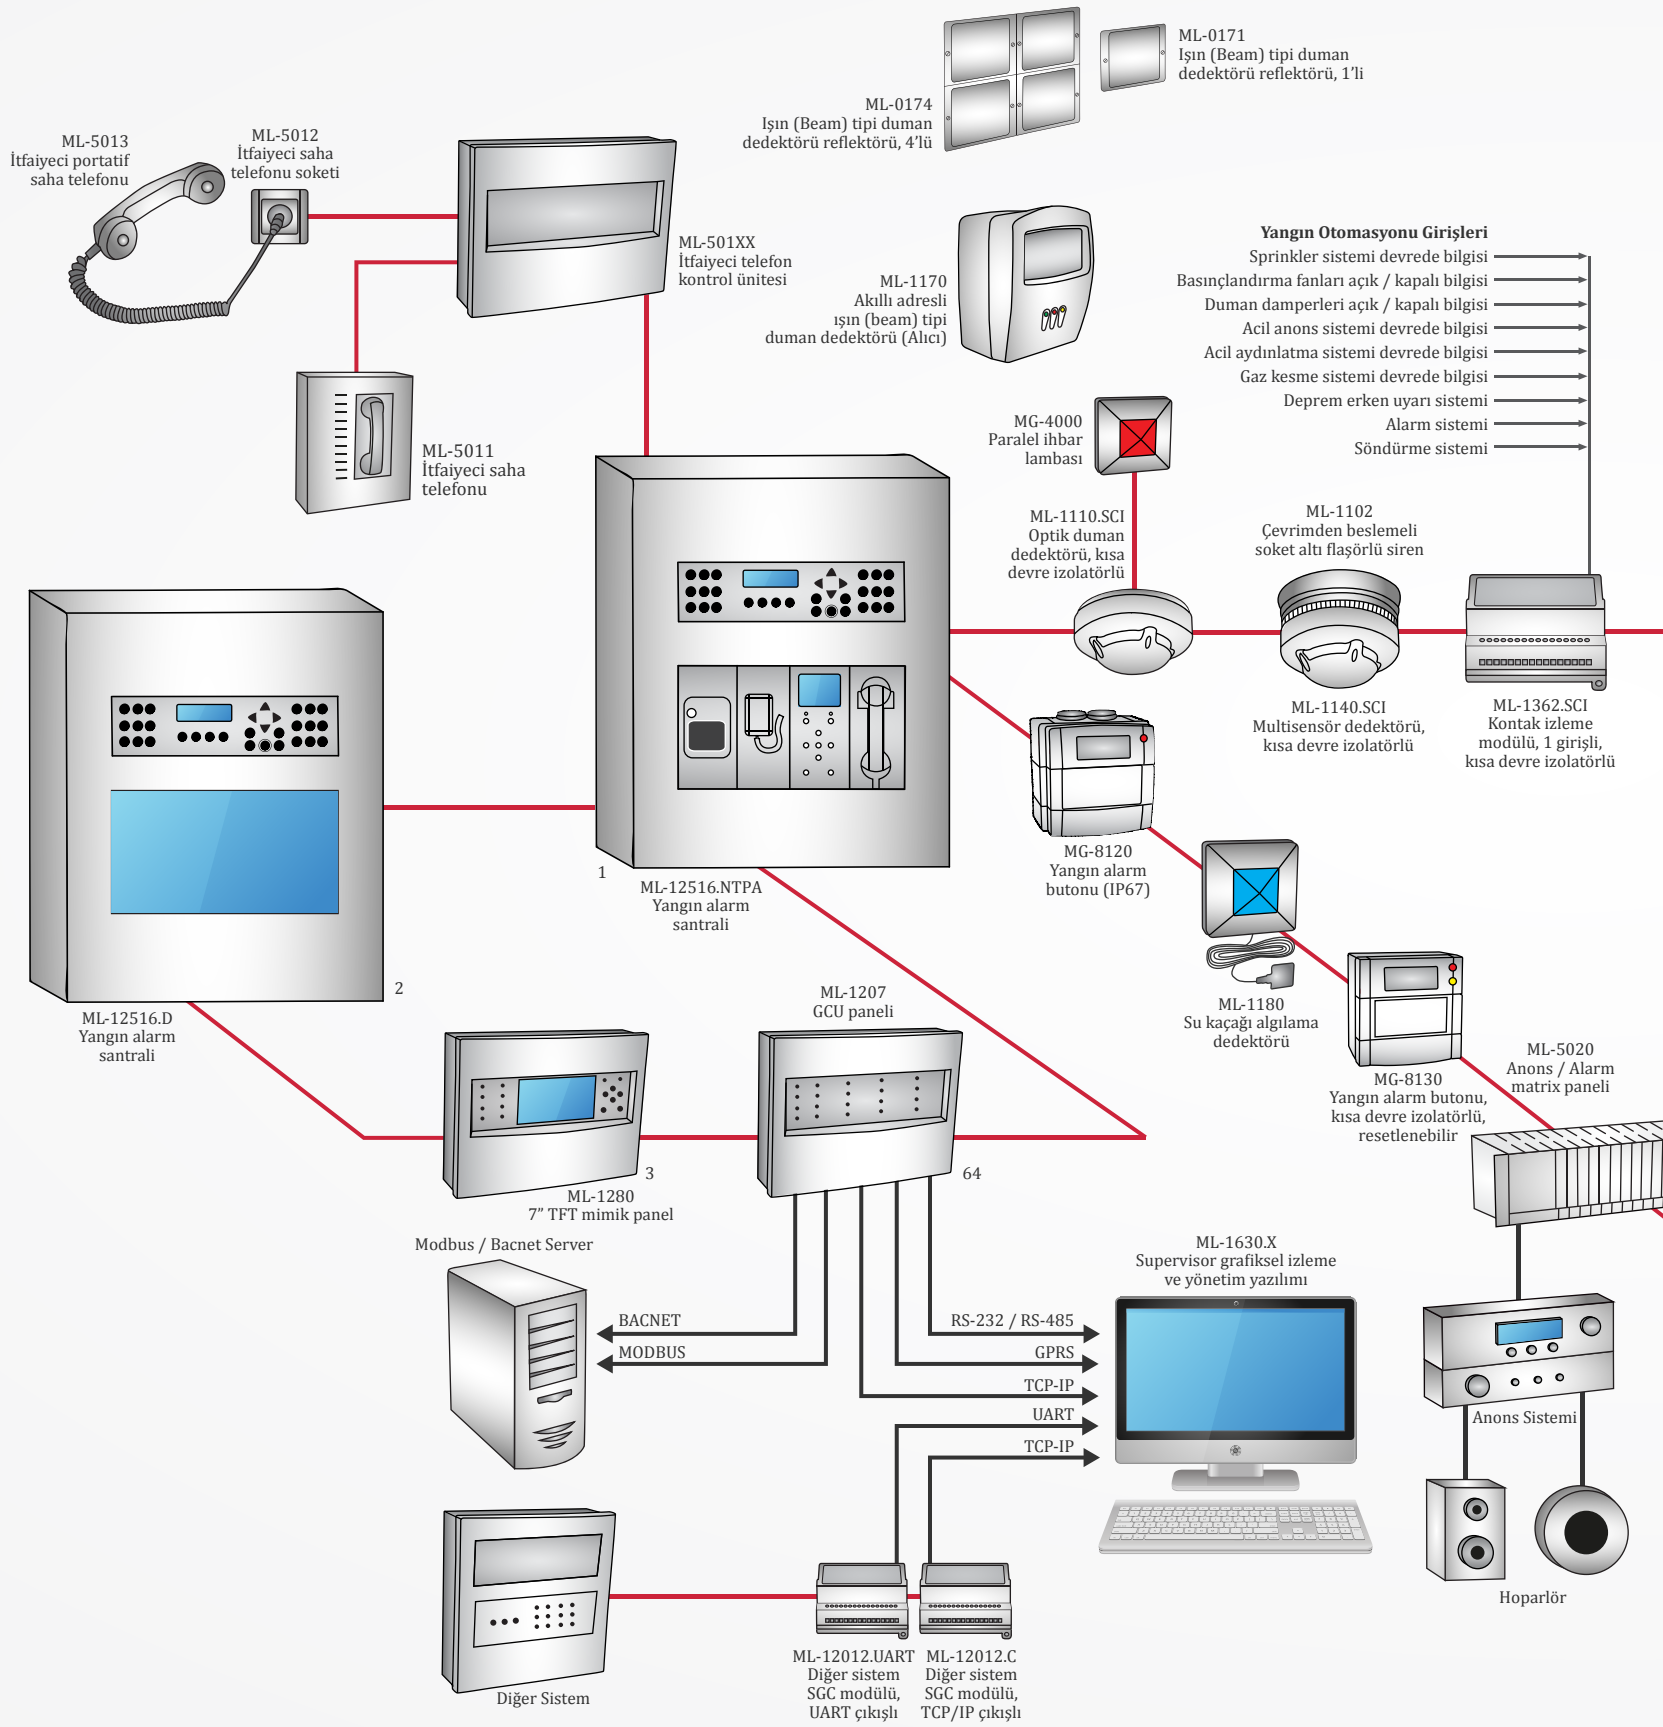 ML-0171
Işın (Beam) tipi duman
dedektörü reflektörü, 1’li
ML-0174
Işın (Beam) tipi duman
dedektörü reflektörü, 4’lü
ML-5013
İtfaiyeci portatif
saha telefonu
ML-5012
İtfaiyeci saha
telefonu soketi
ML-501XX
İtfaiyeci telefon
kontrol ünitesi
ML-1170
Akıllı adresli
ışın (beam) tipi
duman dedektörü (Alıcı)
Yangın Otomasyonu Girişleri
Sprinkler sistemi devrede bilgisi
Basınçlandırma fanları açık / kapalı bilgisi
Duman damperleri açık / kapalı bilgisi
Acil anons sistemi devrede bilgisi
Acil aydınlatma sistemi devrede bilgisi
Gaz kesme sistemi devrede bilgisi
Deprem erken uyarı sistemi
Alarm sistemi
Söndürme sistemi
ML-5011
İtfaiyeci saha
telefonu
MG-4000
Paralel ihbar
lambası
ML-1110.SCI
Optik duman
dedektörü, kısa
devre izolatörlü
ML-1102
Çevrimden beslemeli
soket altı flaşörlü siren
ML-1140.SCI
Multisensör dedektörü,
kısa devre izolatörlü
ML-1362.SCI
Kontak izleme
modülü, 1 girişli,
kısa devre izolatörlü
MG-8120
Yangın alarm
butonu (IP67)
1
ML-12516.NTPA
Yangın alarm
santrali
2
ML-12516.D
Yangın alarm
santrali
ML-1207
GCU paneli
ML-1180
Su kaçağı algılama
dedektörü
MG-8130
Yangın alarm butonu,
kısa devre izolatörlü,
resetlenebilir
ML-5020
Anons / Alarm
matrix paneli
3
64
ML-1280
7” TFT mimik panel
Modbus / Bacnet Server
ML-1630.X
Supervisor grafiksel izleme
ve yönetim yazılımı
BACNET
MODBUS
RS-232 / RS-485
GPRS
TCP-IP
UART
TCP-IP
Anons Sistemi
Hoparlör
Diğer Sistem
ML-12012.UART
Diğer sistem
SGC modülü,
UART çıkışlı
ML-12012.C
Diğer sistem
SGC modülü,
TCP/IP çıkışlı